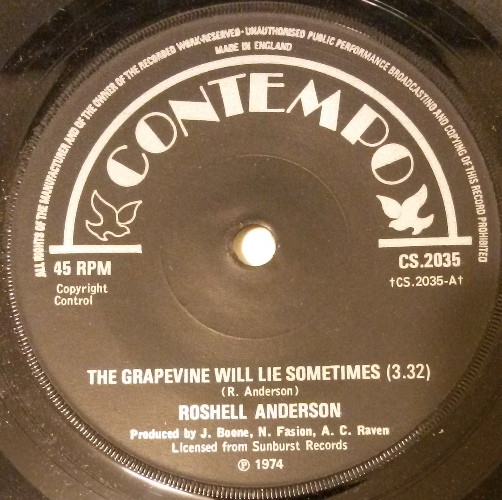 ALL RIGHTS OF THE MANUFACTURER AND OF THE OWNER OF THE RECORDED WORK RESERVED · UNAUTHORISED PUBLIC PERFORMANCE BROADCASTING AND COPYING OF THIS RECORD PROHIBITED
MADE IN ENGLAND
CONTEMPO
45 RPM
Copyright
Control
CS.2035
†CS.2035-A†
THE GRAPEVINE WILL LIE SOMETIMES (3.32)
(R. Anderson)
ROSHELL ANDERSON
Produced by J. Boone, N. Fasion, A. C. Raven
Licensed from Sunburst Records
℗ 1974